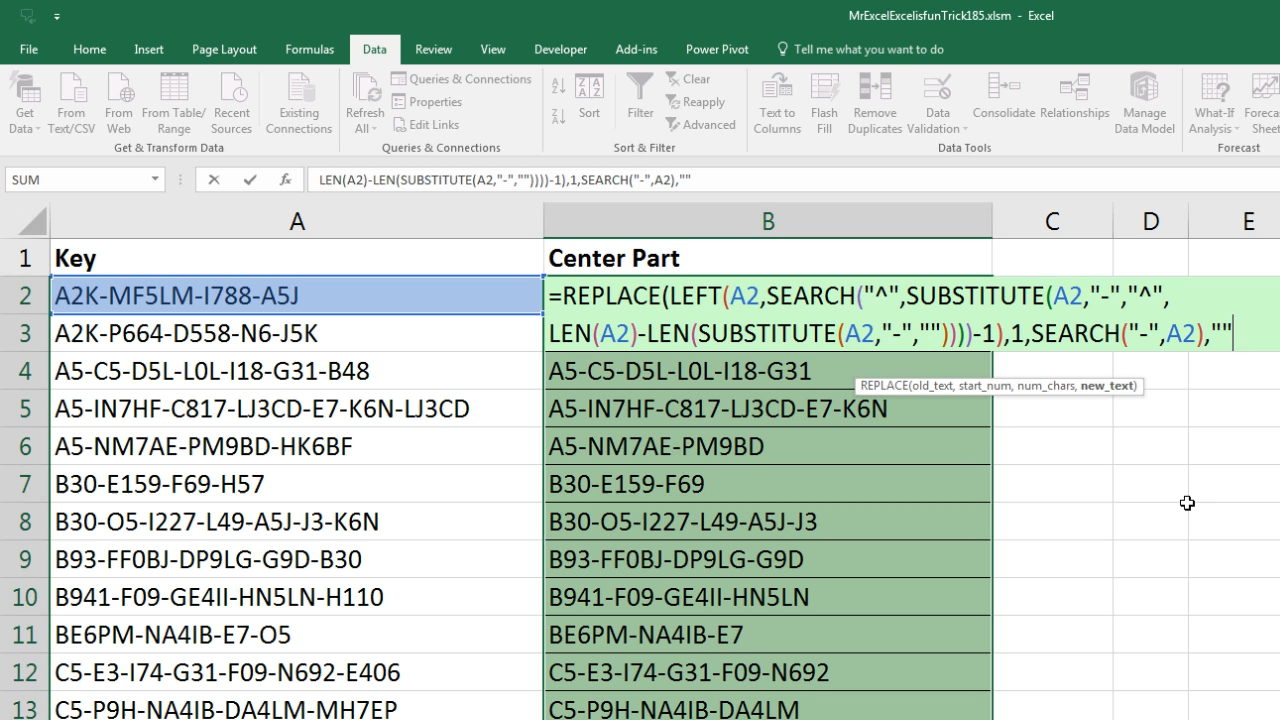 MrExcelExcelisfunTrick185.xlsm - Excel
File Home Insert Page Layout Formulas Data Review View Developer Add-ins Power Pivot Tell me what you want to do
Get Data From Text/CSV From Web From Table/ Range Recent Sources Existing Connections
Refresh All Queries & Connections Properties Edit Links
Sort Filter Clear Reapply Advanced
Text to Columns Flash Fill Remove Duplicates Data Validation Consolidate Relationships Manage Data Model
What-If Analysis Sheet
Get & Transform Data Queries & Connections Sort & Filter Data Tools Forecast
SUM fx LEN(A2)-LEN(SUBSTITUTE(A2,"-",""))))-1),1,SEARCH("-",A2),""
A B C D E
1 Key Center Part
2 A2K-MF5LM-I788-A5J =REPLACE(LEFT(A2,SEARCH("^",SUBSTITUTE(A2,"-","^",
3 A2K-P664-D558-N6-J5K LEN(A2)-LEN(SUBSTITUTE(A2,"-",""))))-1),1,SEARCH("-",A2),""
4 A5-C5-D5L-L0L-I18-G31-B48 A5-C5-D5L-L0L-I18-G31
REPLACE(old_text, start_num, num_chars, new_text)
5 A5-IN7HF-C817-LJ3CD-E7-K6N-LJ3CD A5-IN7HF-C817-LJ3CD-E7-K6N
6 A5-NM7AE-PM9BD-HK6BF A5-NM7AE-PM9BD
7 B30-E159-F69-H57 B30-E159-F69
8 B30-O5-I227-L49-A5J-J3-K6N B30-O5-I227-L49-A5J-J3
9 B93-FF0BJ-DP9LG-G9D-B30 B93-FF0BJ-DP9LG-G9D
10 B941-F09-GE4II-HN5LN-H110 B941-F09-GE4II-HN5LN
11 BE6PM-NA4IB-E7-O5 BE6PM-NA4IB-E7
12 C5-E3-I74-G31-F09-N692-E406 C5-E3-I74-G31-F09-N692
13 C5-P9H-NA4IB-DA4LM-MH7EP C5-P9H-NA4IB-DA4LM